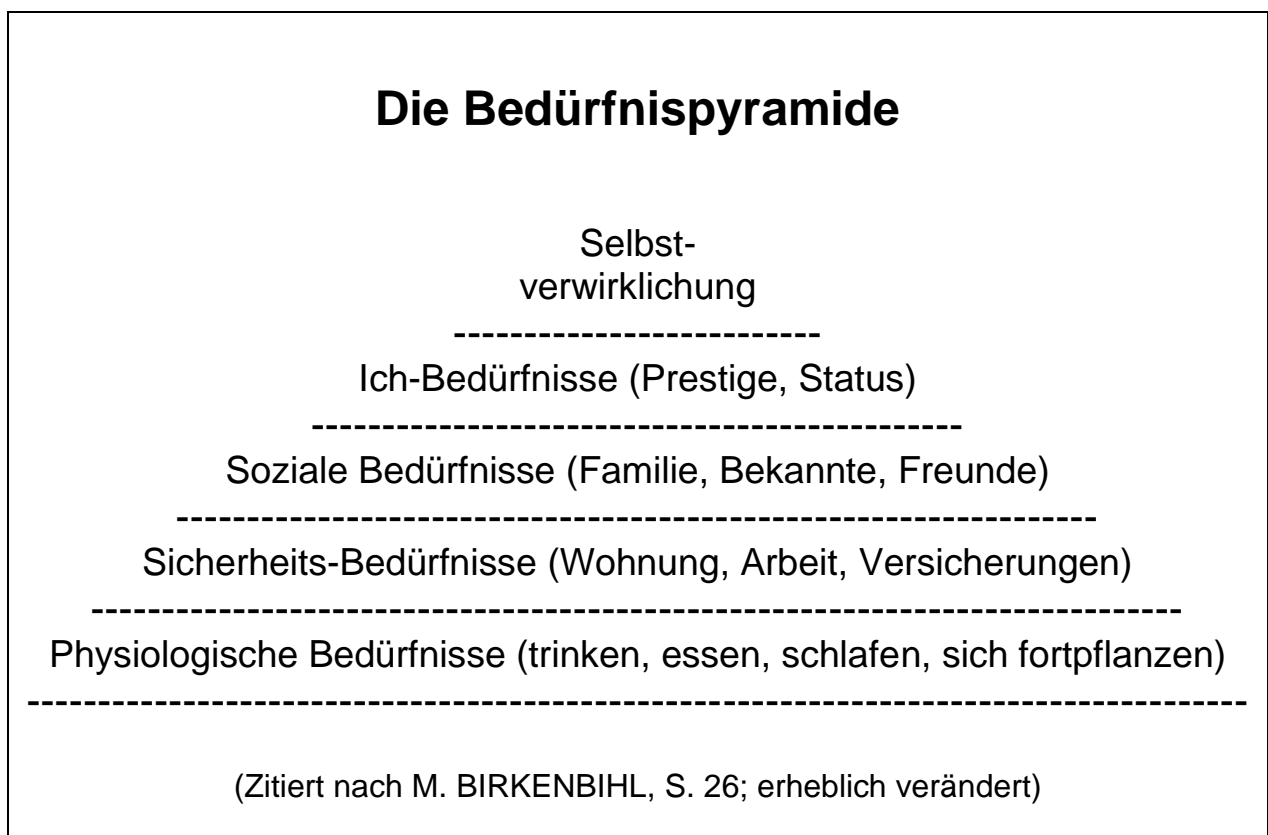 Die Bedürfnispyramide
Selbst-
verwirklichung
--------------------------
Ich-Bedürfnisse (Prestige, Status)
----------------------------------------------
Soziale Bedürfnisse (Familie, Bekannte, Freunde)
-----------------------------------------------------------------
Sicherheits-Bedürfnisse (Wohnung, Arbeit, Versicherungen)
-----------------------------------------------------------------------------
Physiologische Bedürfnisse (trinken, essen, schlafen, sich fortpflanzen)
--------------------------------------------------------------------------------------
(Zitiert nach M. BIRKENBIHL, S. 26; erheblich verändert)